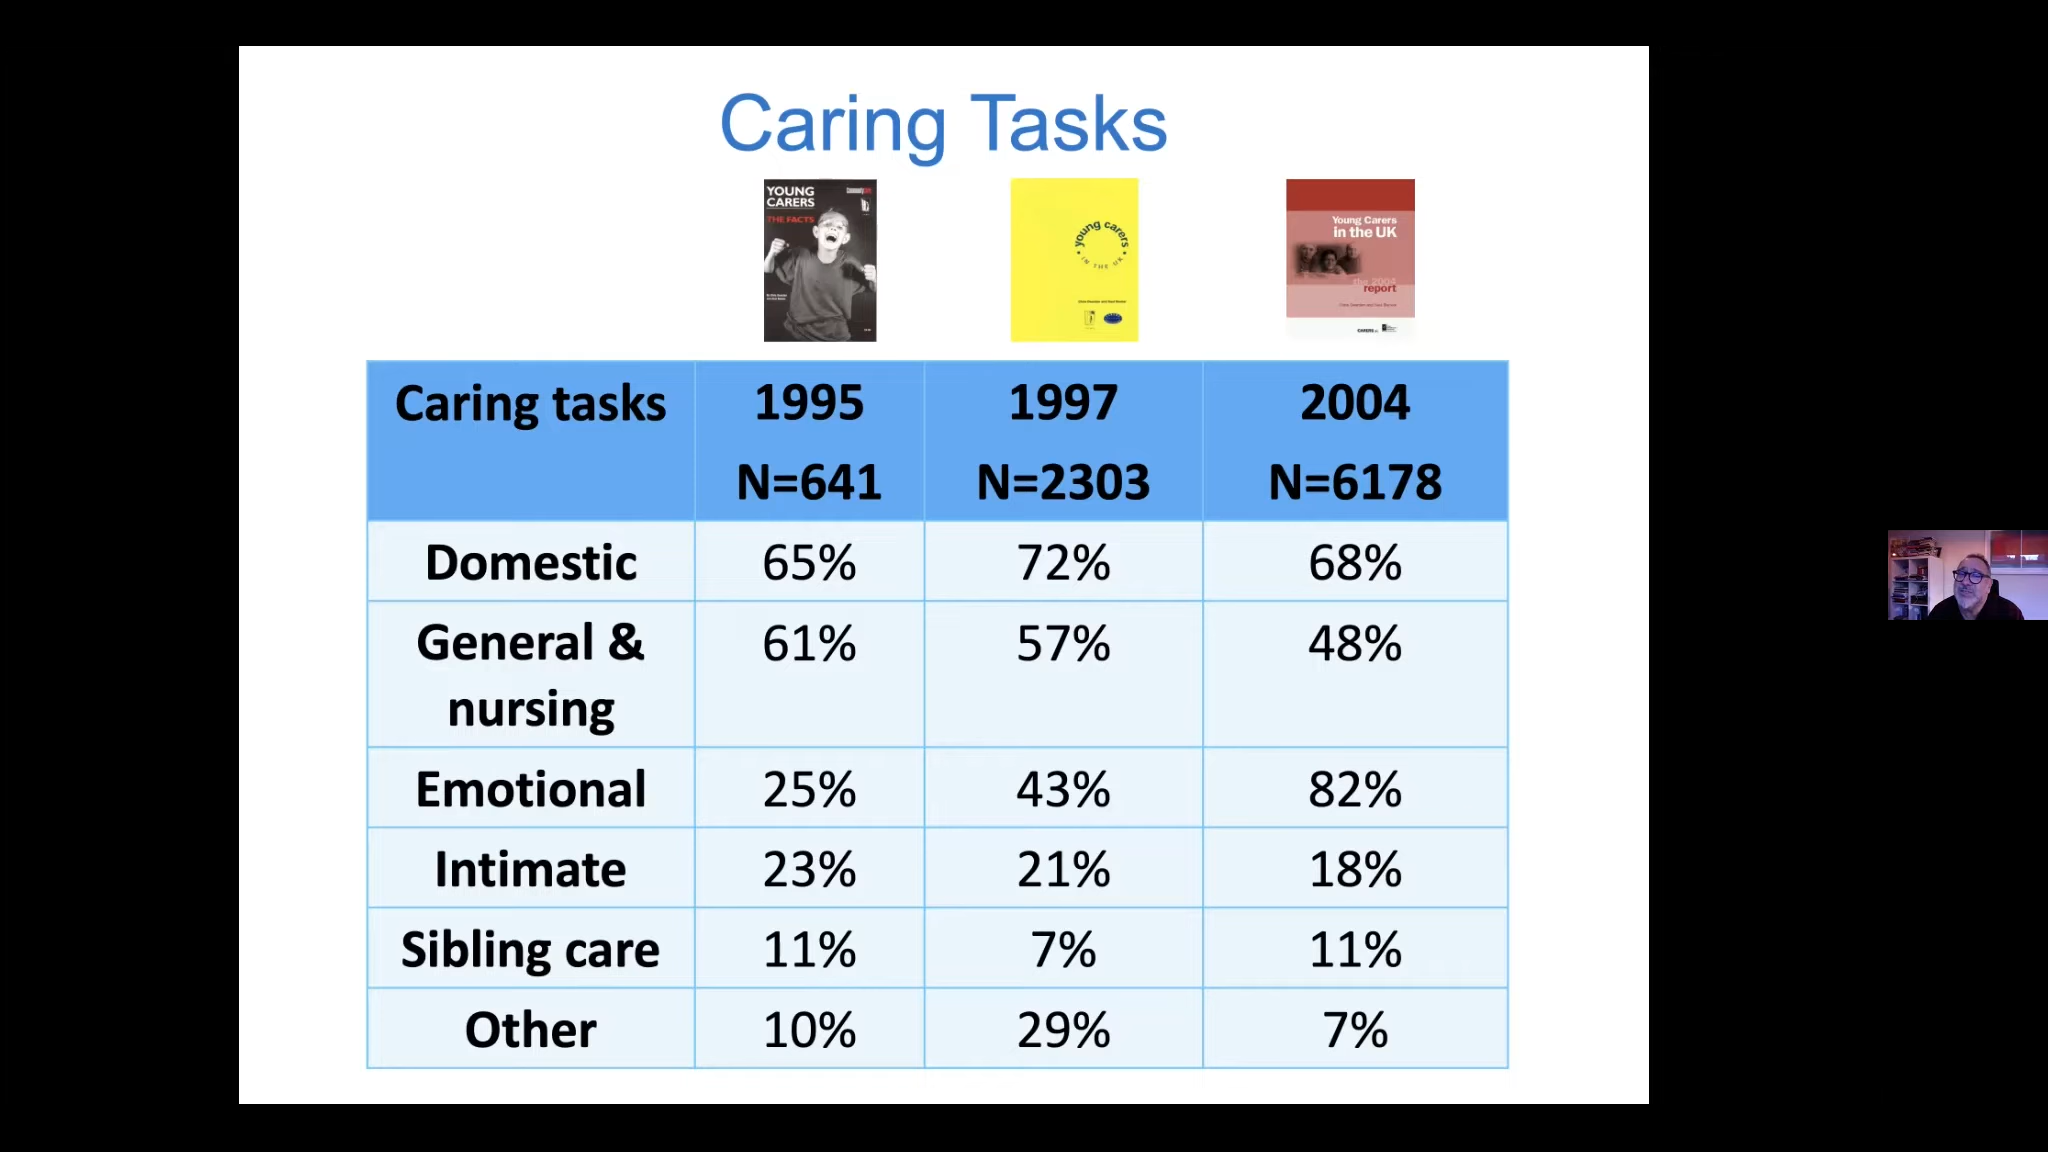 Caring Tasks
YOUNG
CARERS
THE FACTS
young carers
IN THE UK
Young Carers
in the UK
the 2004
report
Caring tasks 1995 1997 2004
N=641 N=2303 N=6178
Domestic 65% 72% 68%
General & 61% 57% 48%
nursing
Emotional 25% 43% 82%
Intimate 23% 21% 18%
Sibling care 11% 7% 11%
Other 10% 29% 7%